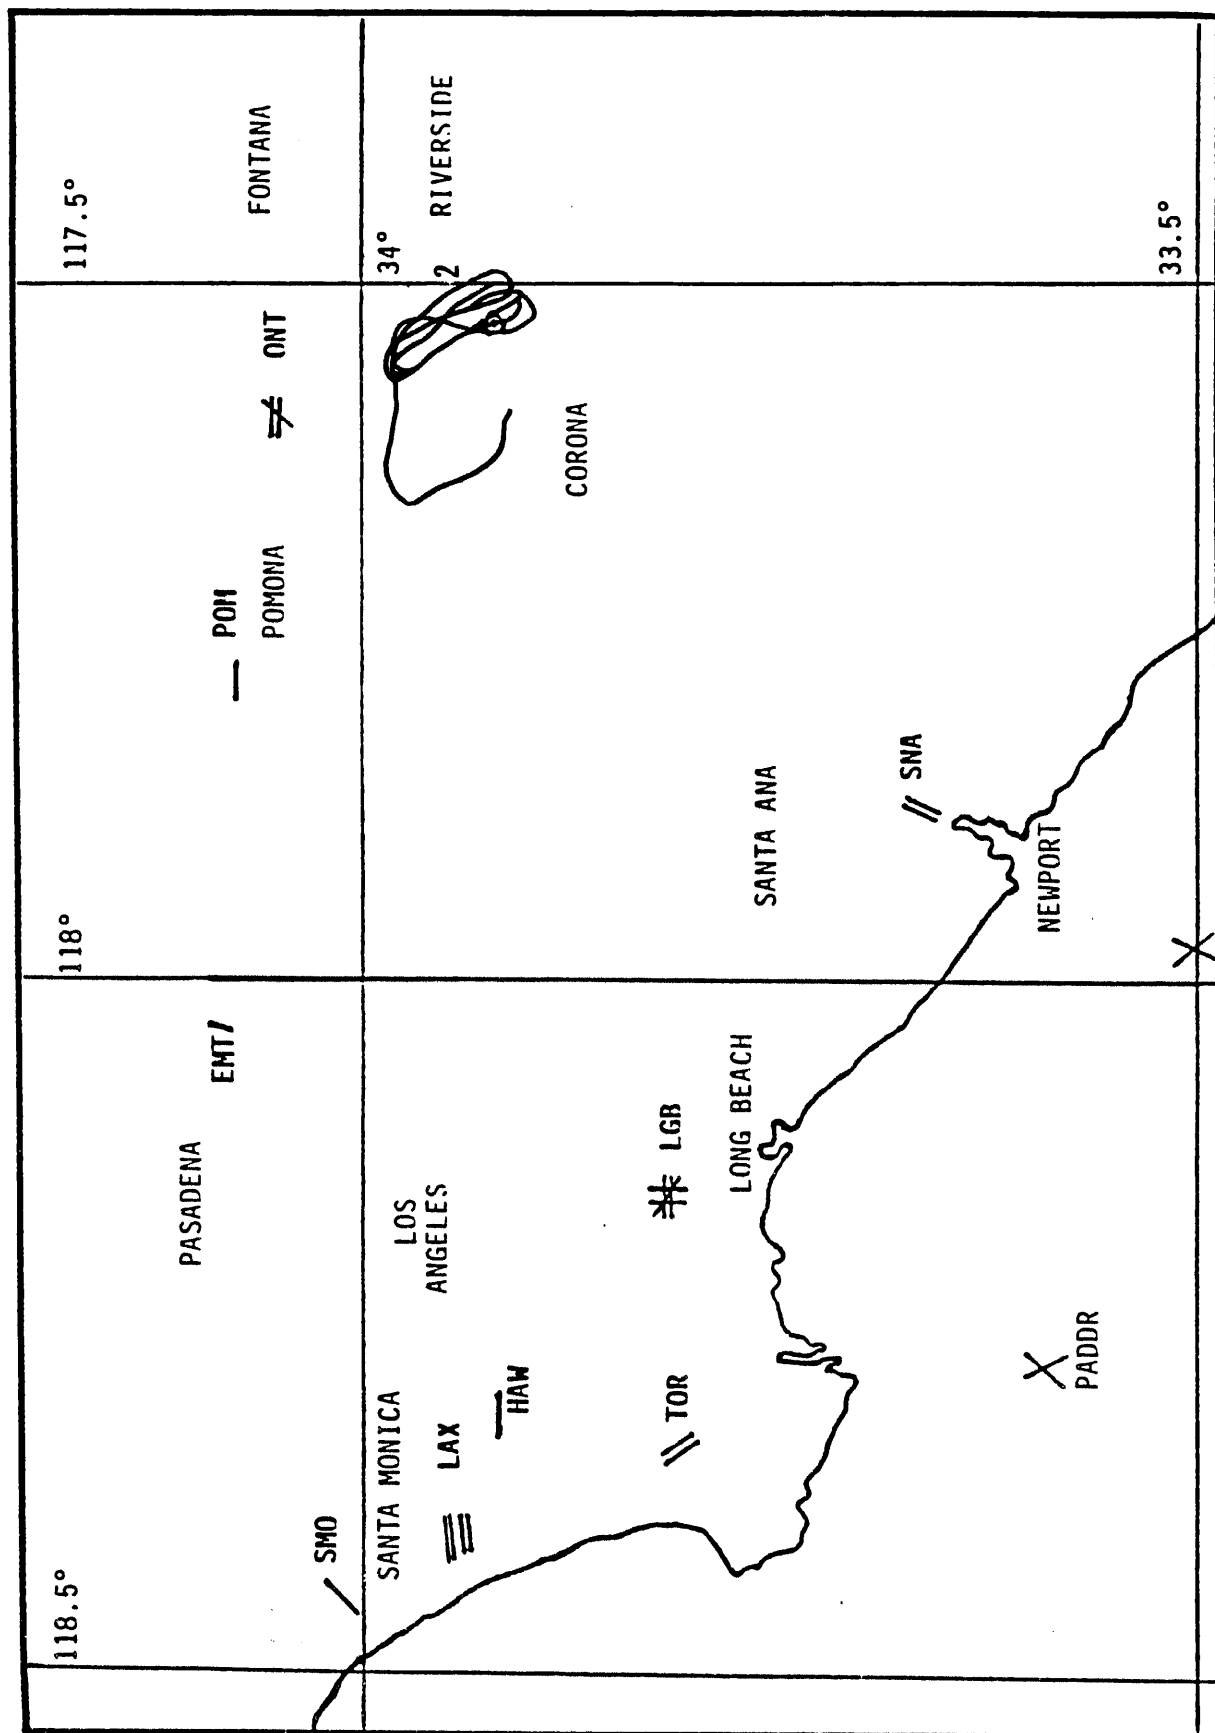 118.5°
118°
117.5°
PASADENA
EMT
POM
POMONA
ONT
FONTANA
SMO
34°
SANTA MONICA
LAX
LOS
ANGELES
2
RIVERSIDE
HAW
CORONA
TOR
LGB
LONG BEACH
SANTA ANA
SNA
NEWPORT
PADDR
33.5°